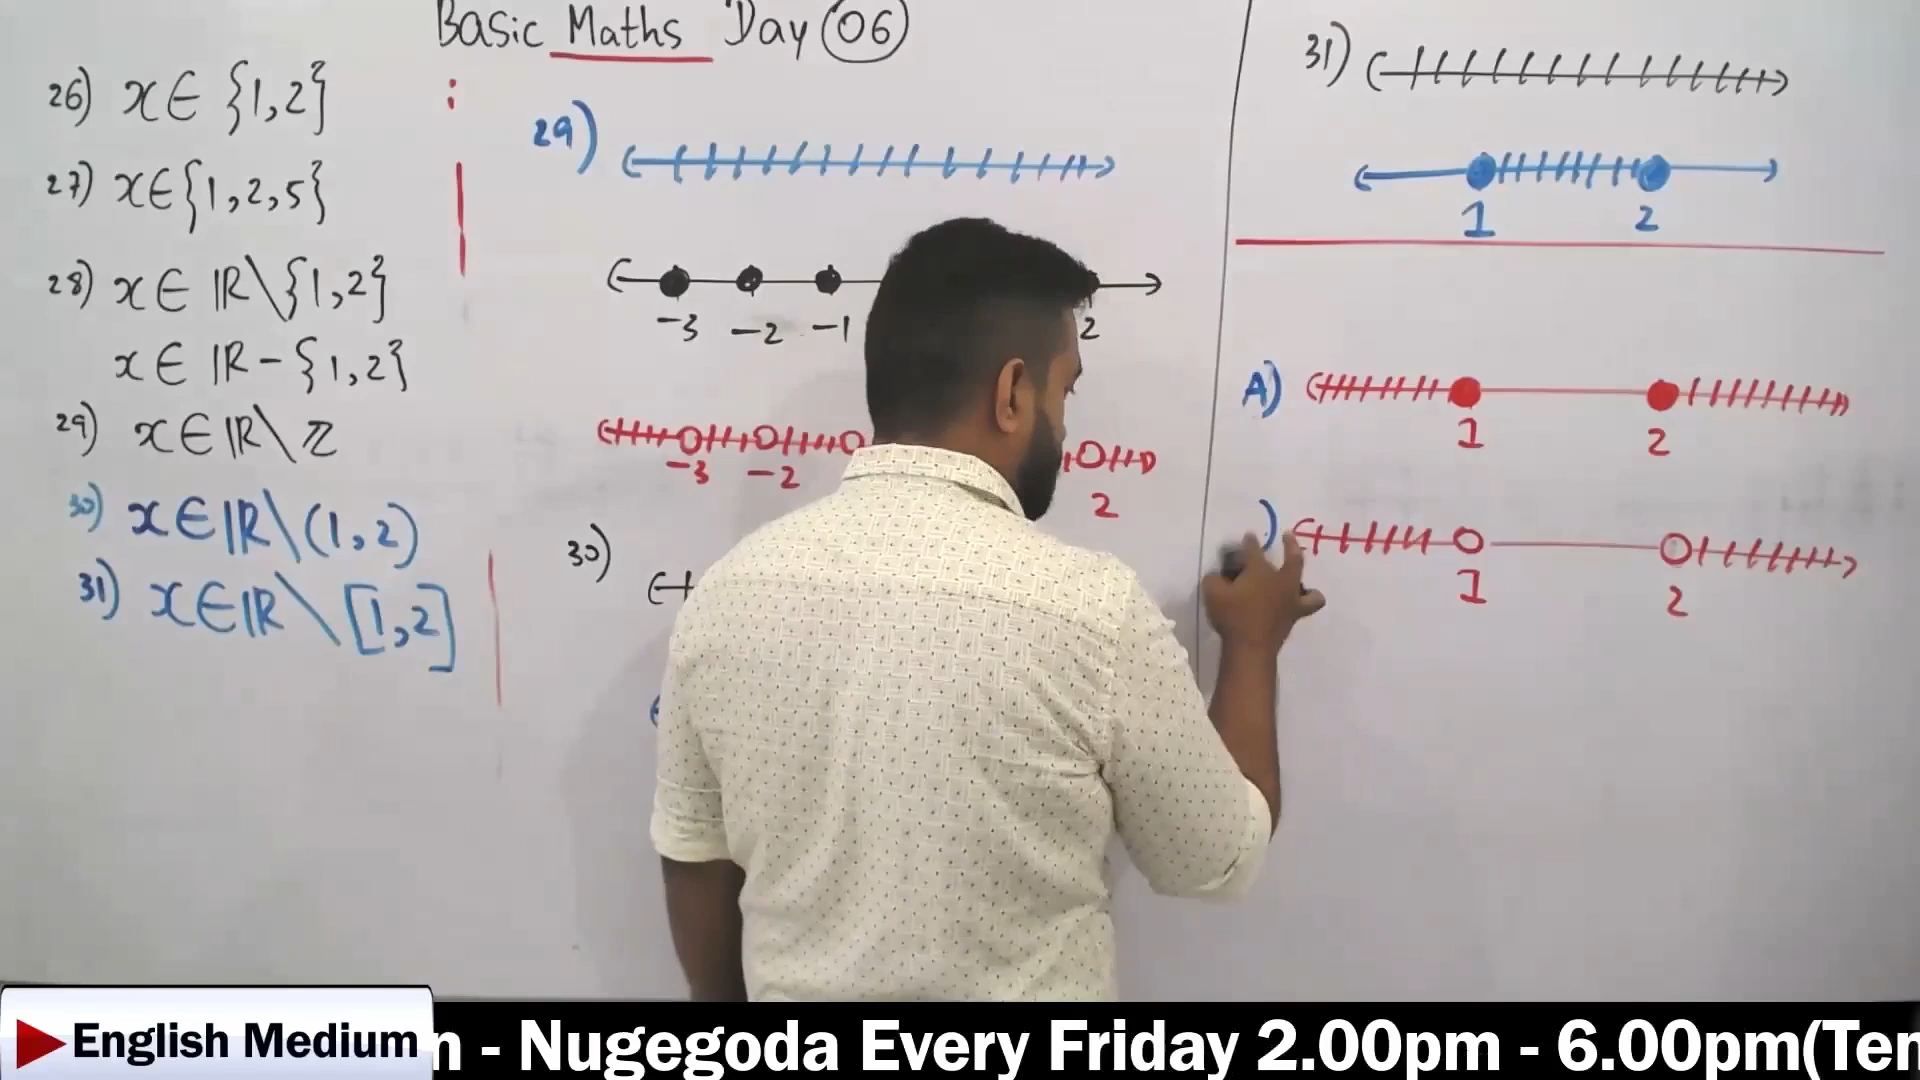 Basic Maths Day 06
26) x∈ {1,2}
27) x∈{1,2,5}
28) x∈ ℝ\{1,2}
x∈ ℝ-{1,2}
29) x∈ℝ\ℤ
30) x∈ℝ\(1,2)
31) x∈ℝ\[1,2]
29)
-3 -2 -1 2
-3 -2 2
30)
31)
1 2
A)
1 2
)
1 2
English Medium
n - Nugegoda Every Friday 2.00pm - 6.00pm(Ten